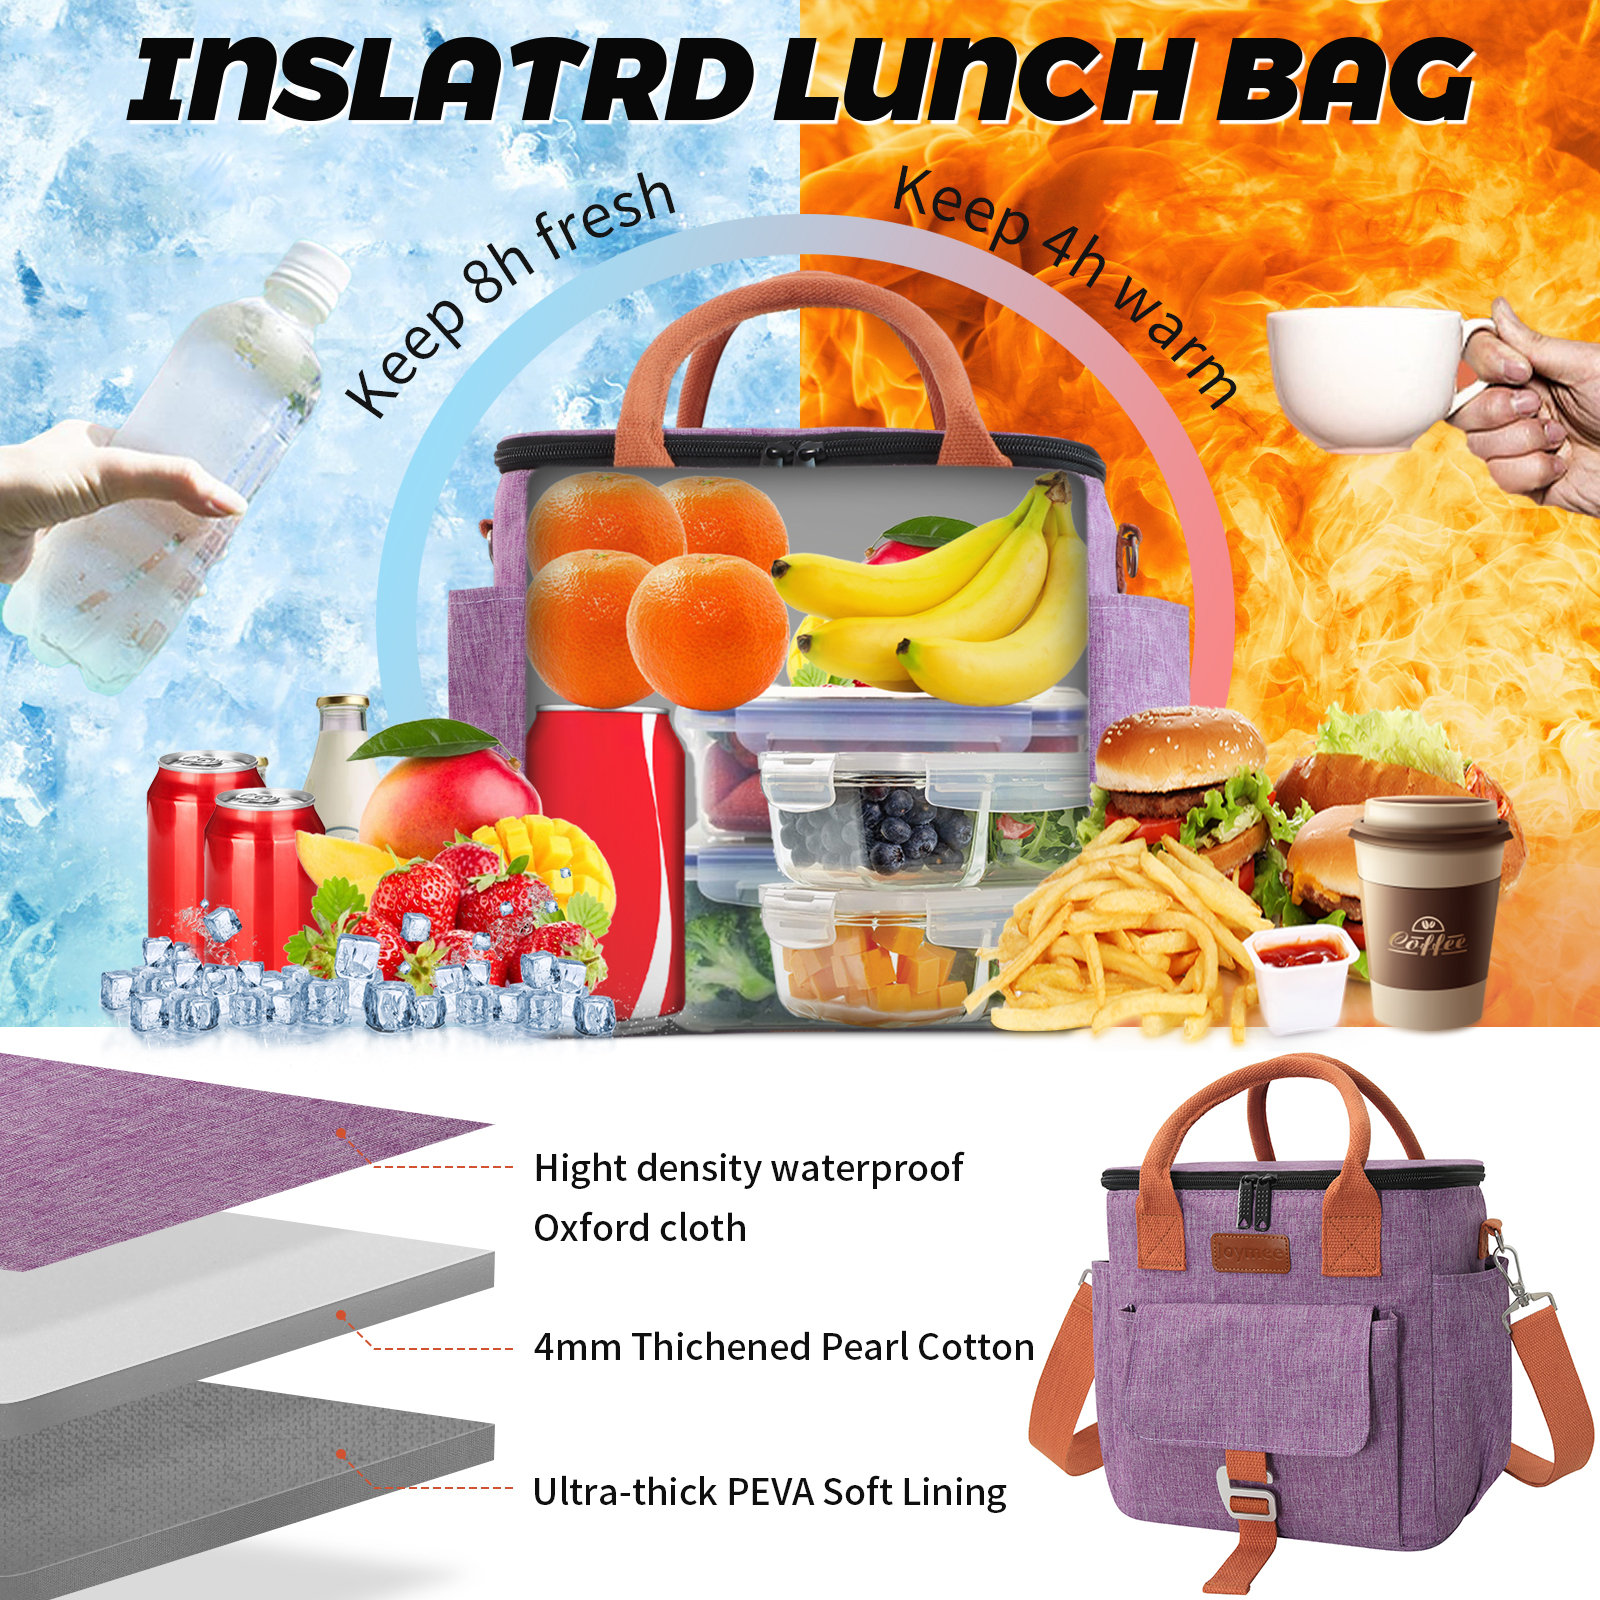 INSLATRD LUNCH BAG
Keep 8h fresh
Keep 4h warm
Coffee
Hight density waterproof
Oxford cloth
Joymee
4mm Thichened Pearl Cotton
Ultra-thick PEVA Soft Lining